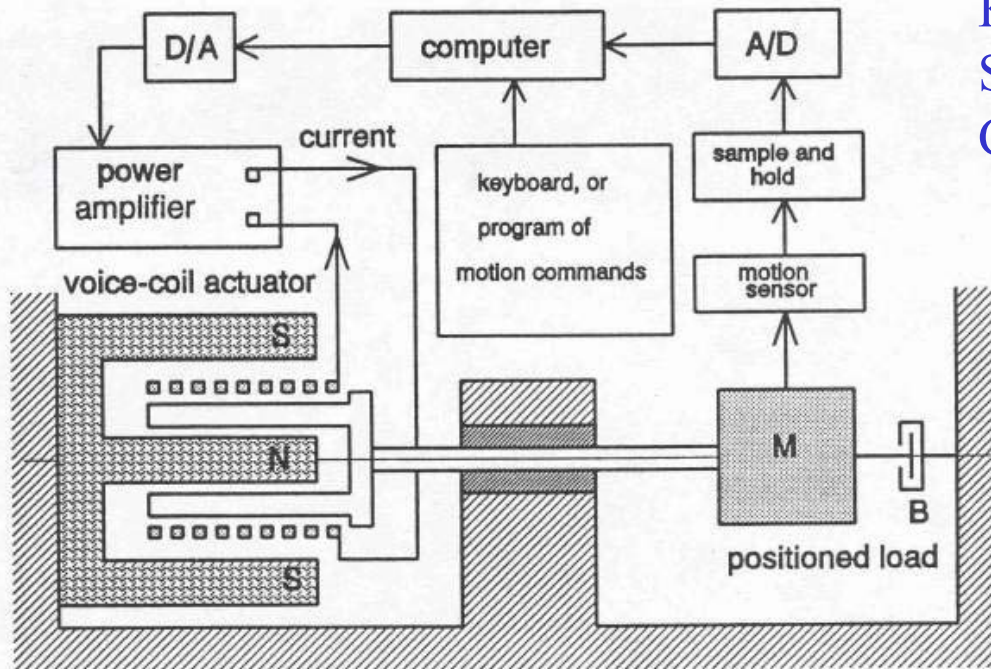 D/A
computer
A/D
current
power
amplifier
keyboard, or
program of
motion commands
sample and
hold
motion
sensor
voice-coil actuator
S
N
S
M
B
positioned load
S